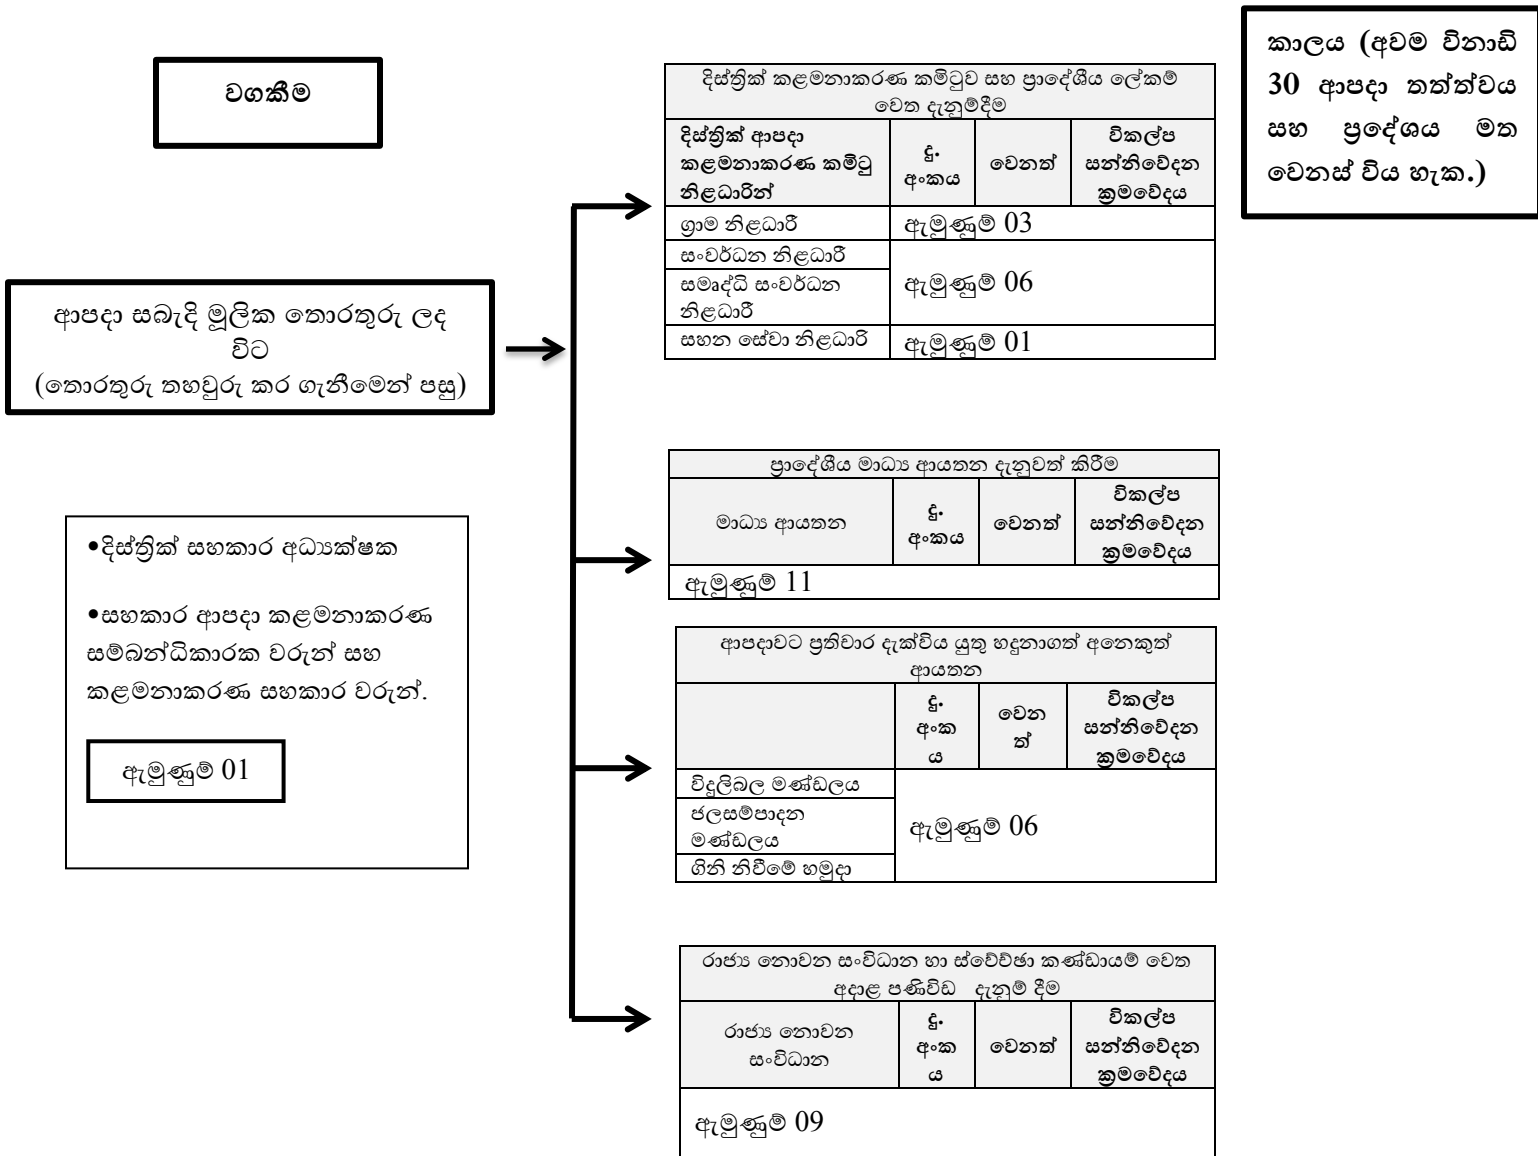 වගකීම
කාලය (අවම විනාඩි
30 ආපදා තත්ත්වය
සහ ප්‍රදේශය මත
වෙනස් විය හැක.)
ආපදා සබැදි මූලික තොරතුරු ලද
විට
(තොරතුරු තහවුරු කර ගැනීමෙන් පසු)
•දිස්ත්‍රික් සහකාර අධ්‍යක්ෂක
•සහකාර ආපදා කළමනාකරණ
සම්බන්ධිකාරක වරුන් සහ
කළමනාකරණ සහකාර වරුන්.
ඇමුණුම් 01
දිස්ත්‍රික් කළමනාකරණ කමිටුව සහ ප්‍රාදේශීය ලේකම්
වෙත දැනුම්දීම
දිස්ත්‍රික් ආපදා
කළමනාකරණ කමිටු
නිළධාරින්
දු.
අංකය
වෙනත්
විකල්ප
සන්නිවේදන
ක්‍රමවේදය
ග්‍රාම නිළධාරී
ඇමුණුම් 03
සංවර්ධන නිළධාරී
සමෘද්ධි සංවර්ධන
නිළධාරී
ඇමුණුම් 06
සහන සේවා නිළධාරි
ඇමුණුම් 01
ප්‍රාදේශීය මාධ්‍ය ආයතන දැනුවත් කිරීම
මාධ්‍ය ආයතන
දු.
අංකය
වෙනත්
විකල්ප
සන්නිවේදන
ක්‍රමවේදය
ඇමුණුම් 11
ආපදාවට ප්‍රතිචාර දැක්විය යුතු හදුනාගත් අනෙකුත්
ආයතන
දු.
අංක
ය
වෙන
ත්
විකල්ප
සන්නිවේදන
ක්‍රමවේදය
විදුලිබල මණ්ඩලය
ජලසම්පාදන
මණ්ඩලය
ගිනි නිවීමේ හමුදා
ඇමුණුම් 06
රාජ්‍ය නොවන සංවිධාන හා ස්වේච්ඡා කණ්ඩායම් වෙත
අදාළ පණිවිඩ දැනුම් දීම
රාජ්‍ය නොවන
සංවිධාන
දු.
අංක
ය
වෙනත්
විකල්ප
සන්නිවේදන
ක්‍රමවේදය
ඇමුණුම් 09